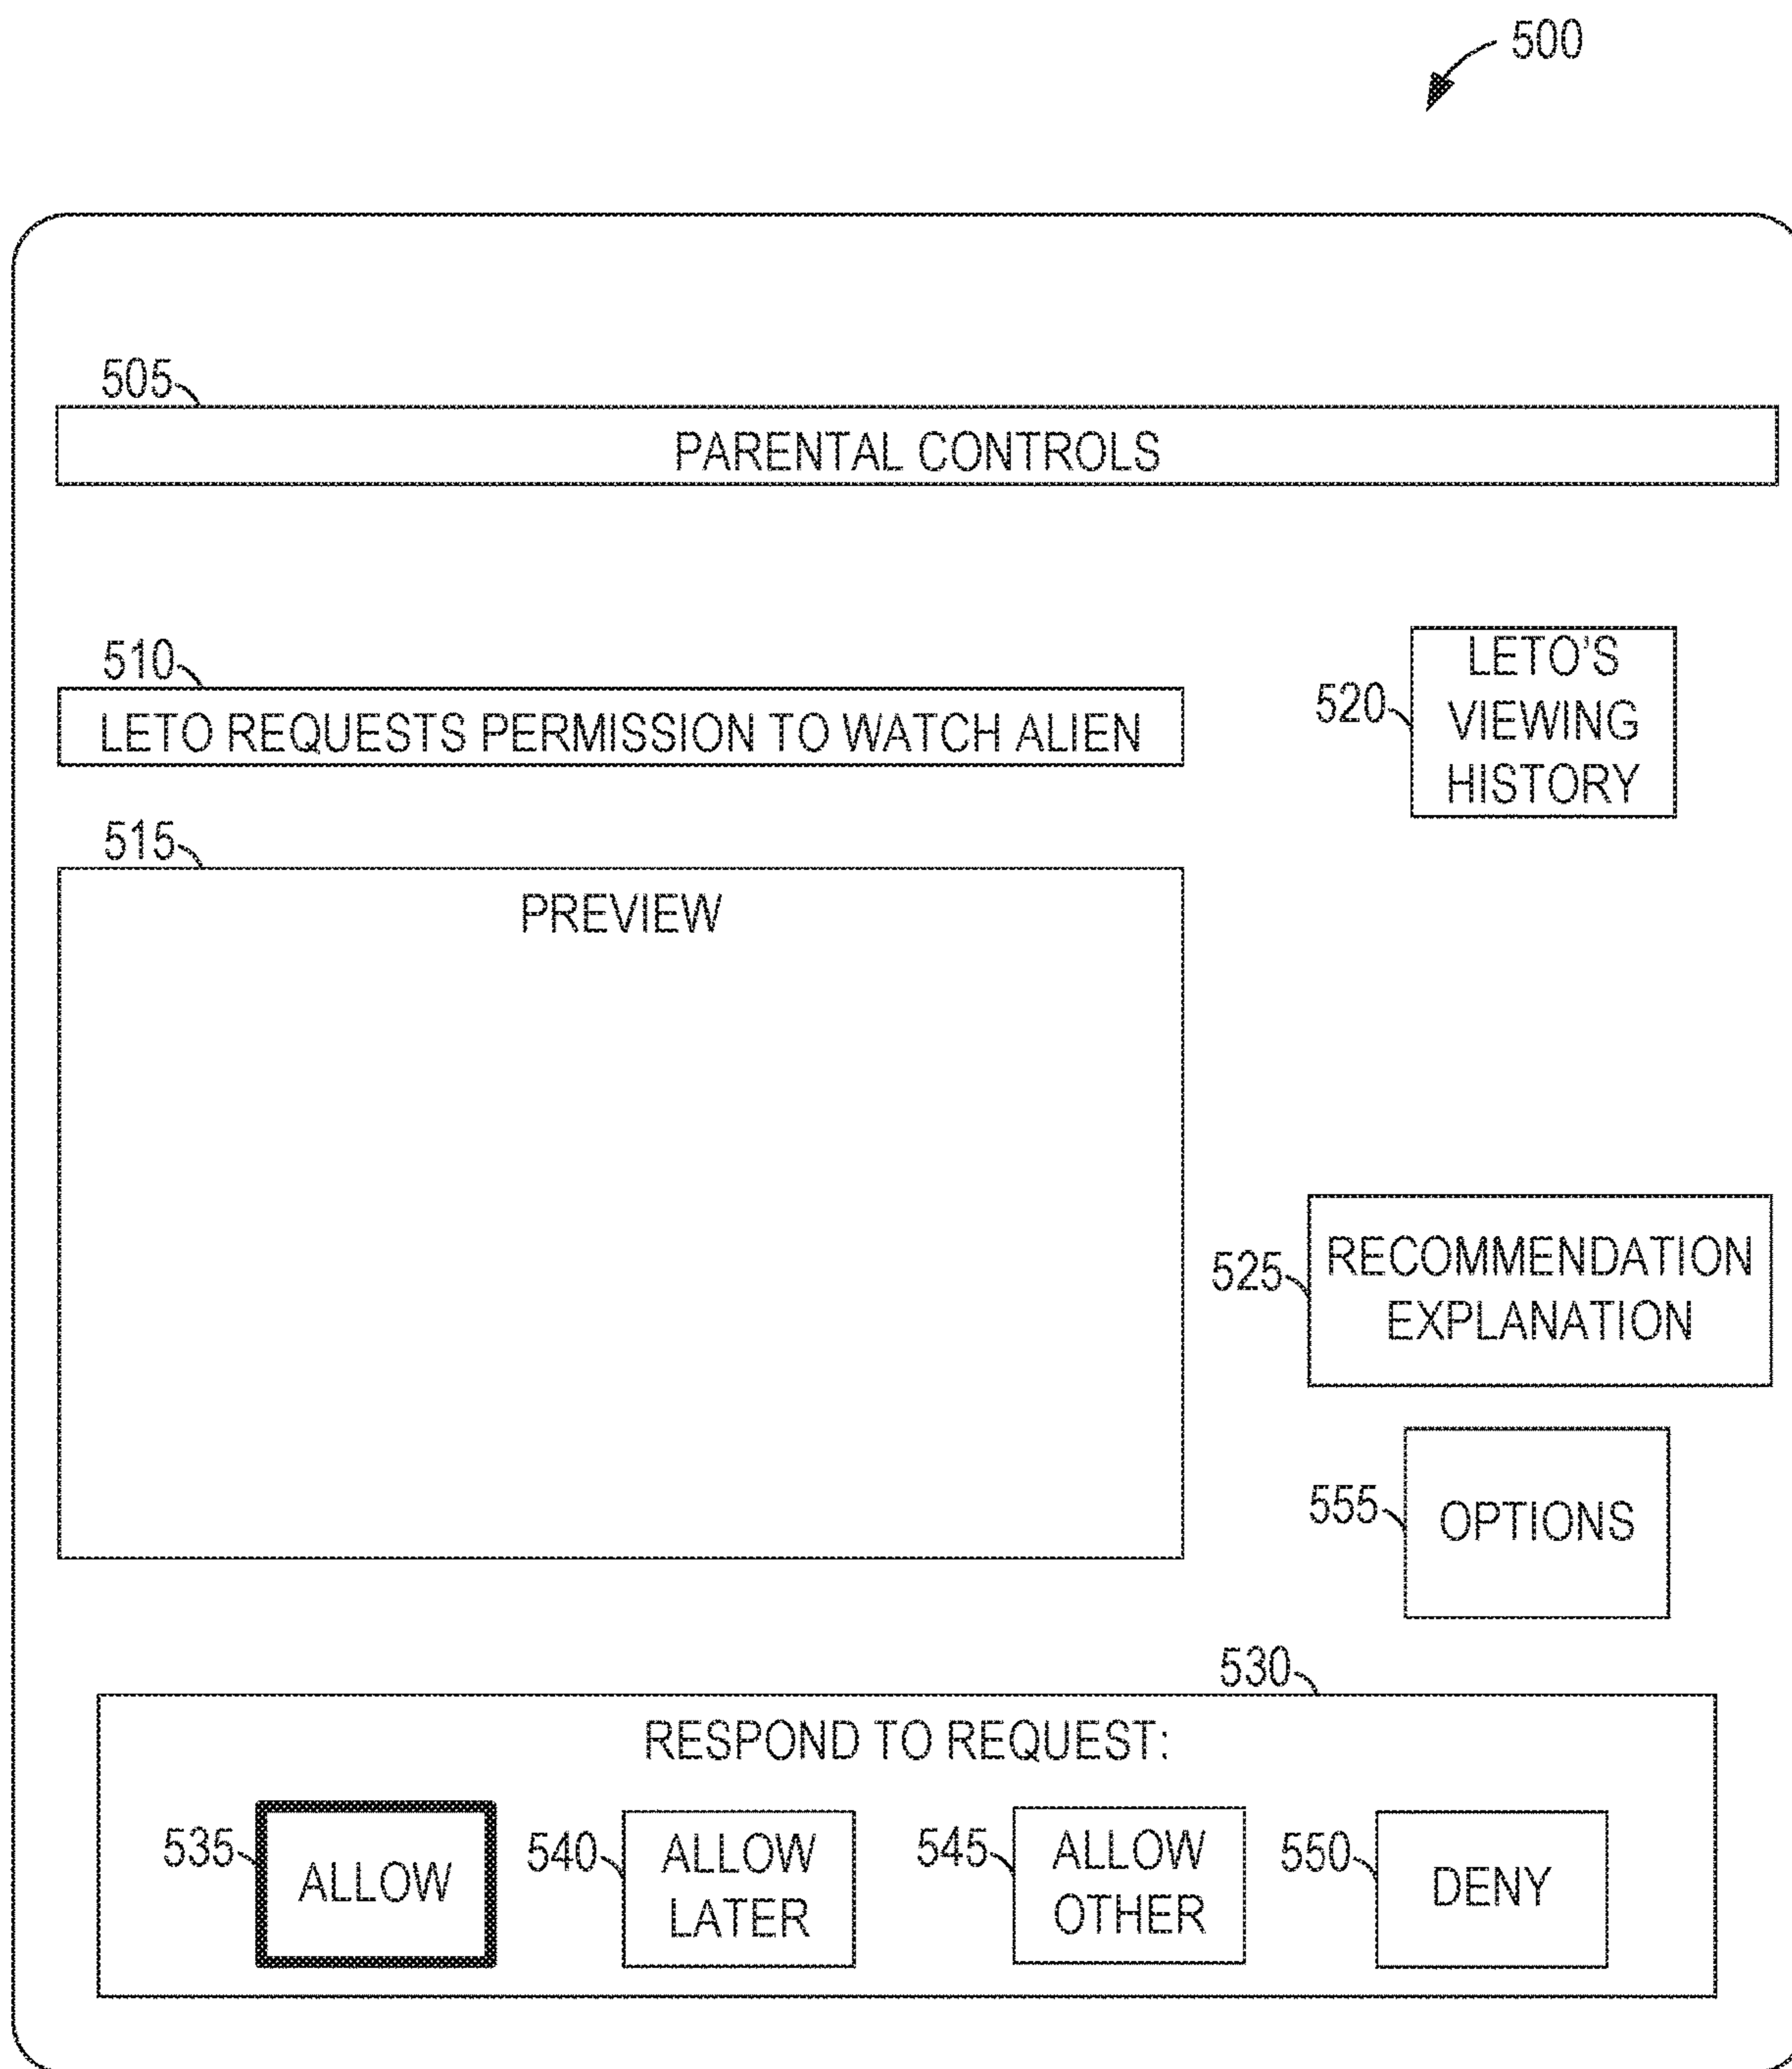 500
505
PARENTAL CONTROLS
510
LETO REQUESTS PERMISSION TO WATCH ALIEN
520
LETO'S
VIEWING
HISTORY
515
PREVIEW
525
RECOMMENDATION
EXPLANATION
555
OPTIONS
530
RESPOND TO REQUEST:
535
ALLOW
540
ALLOW
LATER
545
ALLOW
OTHER
550
DENY